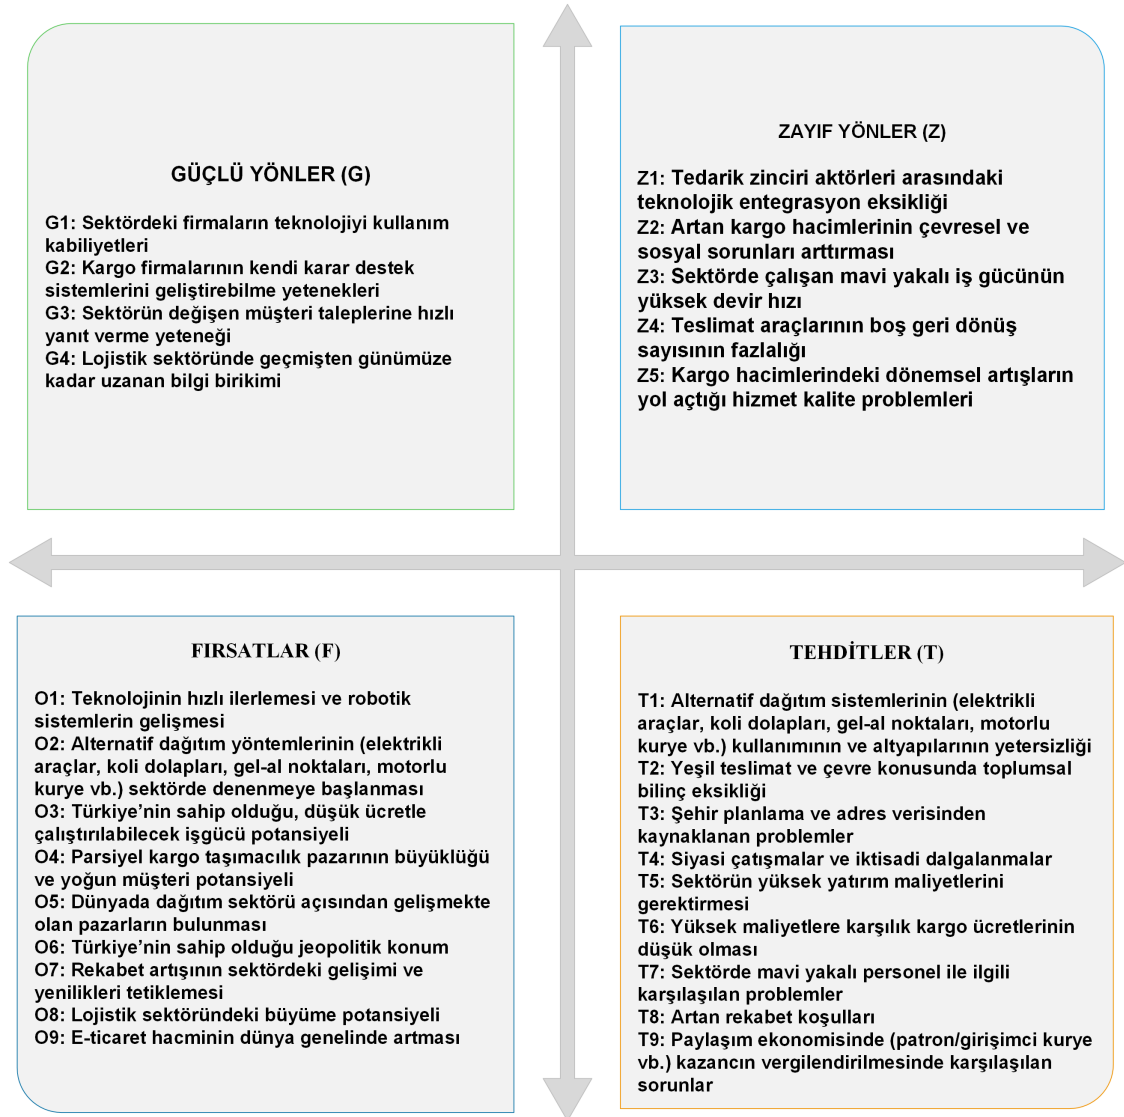 GÜÇLÜ YÖNLER (G)
G1: Sektördeki firmaların teknolojiyi kullanım
kabiliyetleri
G2: Kargo firmalarının kendi karar destek
sistemlerini geliştirebilme yetenekleri
G3: Sektörün değişen müşteri taleplerine hızlı
yanıt verme yeteneği
G4: Lojistik sektöründe geçmişten günümüze
kadar uzanan bilgi birikimi
ZAYIF YÖNLER (Z)
Z1: Tedarik zinciri aktörleri arasındaki
teknolojik entegrasyon eksikliği
Z2: Artan kargo hacimlerinin çevresel ve
sosyal sorunları arttırması
Z3: Sektörde çalışan mavi yakalı iş gücünün
yüksek devir hızı
Z4: Teslimat araçlarının boş geri dönüş
sayısının fazlalığı
Z5: Kargo hacimlerindeki dönemsel artışların
yol açtığı hizmet kalite problemleri
FIRSATLAR (F)
O1: Teknolojinin hızlı ilerlemesi ve robotik
sistemlerin gelişmesi
O2: Alternatif dağıtım yöntemlerinin (elektrikli
araçlar, koli dolapları, gel-al noktaları, motorlu
kurye vb.) sektörde denenmeye başlanması
O3: Türkiye’nin sahip olduğu, düşük ücretle
çalıştırılabilecek işgücü potansiyeli
O4: Parsiyel kargo taşımacılık pazarının büyüklüğü
ve yoğun müşteri potansiyeli
O5: Dünyada dağıtım sektörü açısından gelişmekte
olan pazarların bulunması
O6: Türkiye’nin sahip olduğu jeopolitik konum
O7: Rekabet artışının sektördeki gelişimi ve
yenilikleri tetiklemesi
O8: Lojistik sektöründeki büyüme potansiyeli
O9: E-ticaret hacminin dünya genelinde artması
TEHDİTLER (T)
T1: Alternatif dağıtım sistemlerinin (elektrikli
araçlar, koli dolapları, gel-al noktaları, motorlu
kurye vb.) kullanımının ve altyapılarının yetersizliği
T2: Yeşil teslimat ve çevre konusunda toplumsal
bilinç eksikliği
T3: Şehir planlama ve adres verisinden
kaynaklanan problemler
T4: Siyasi çatışmalar ve iktisadi dalgalanmalar
T5: Sektörün yüksek yatırım maliyetlerini
gerektirmesi
T6: Yüksek maliyetlere karşılık kargo ücretlerinin
düşük olması
T7: Sektörde mavi yakalı personel ile ilgili
karşılaşılan problemler
T8: Artan rekabet koşulları
T9: Paylaşım ekonomisinde (patron/girişimci kurye
vb.) kazancın vergilendirilmesinde karşılaşılan
sorunlar